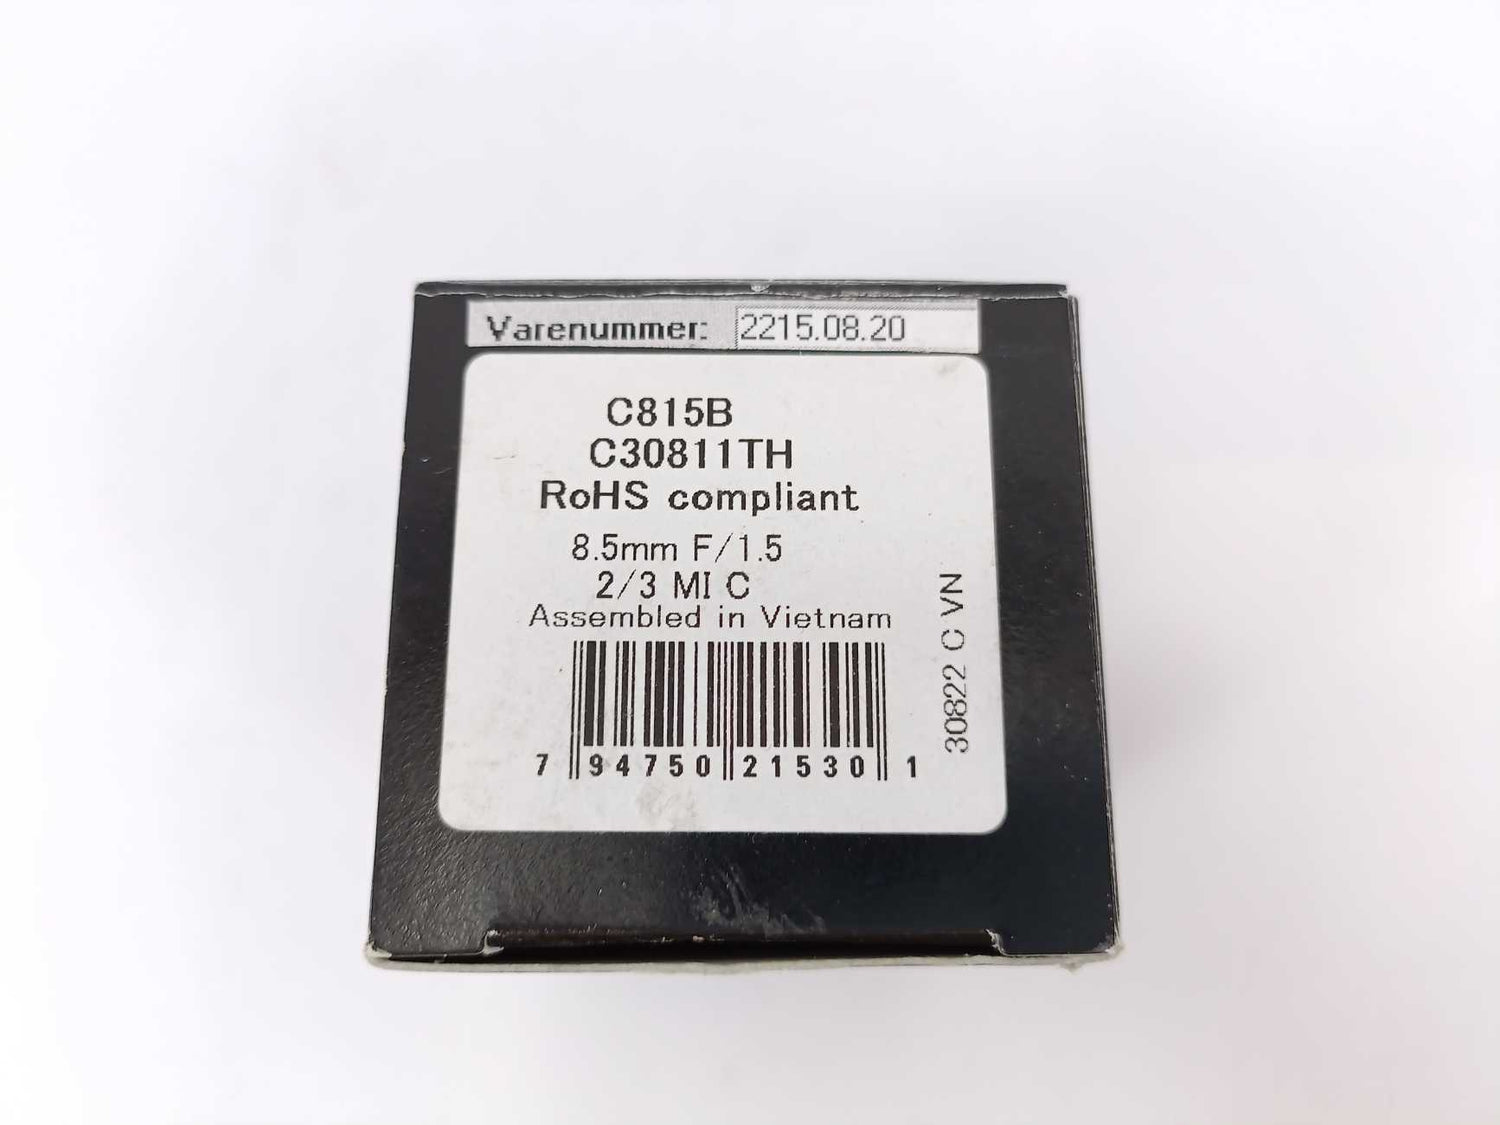 Varenummer: 2215.08.20
C815B
C30811TH
RoHS compliant
8.5mm F/1.5
2/3 MI C
Assembled in Vietnam
7 94750 21530 1
30822 C VN